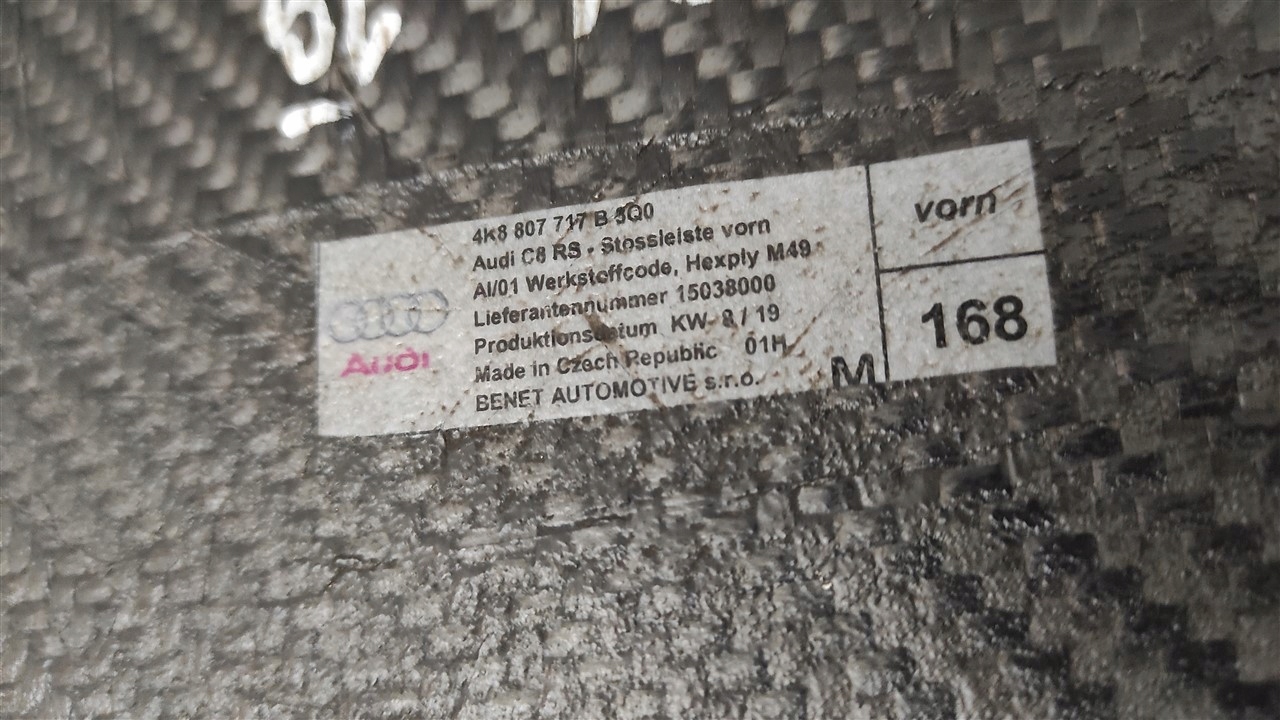 4K8 807 717 B 5Q0
Audi C8 RS - Stossleiste vorn
AI/01 Werkstoffcode, Hexply M49
Lieferantennummer 15038000
Produktionsdatum KW 8 / 19
Made in Czech Republic 01H
BENET AUTOMOTIVE s.r.o.
M
Audi
vorn
168